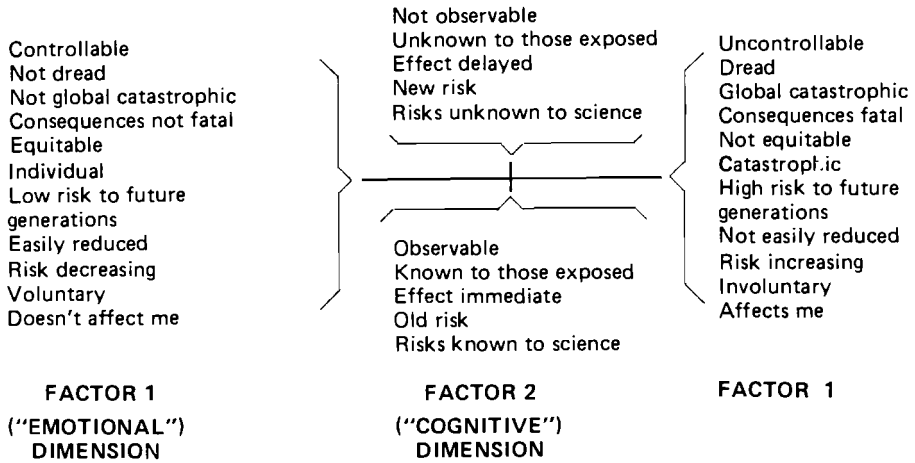 Controllable
Not dread
Not global catastrophic
Consequences not fatal
Equitable
Individual
Low risk to future
generations
Easily reduced
Risk decreasing
Voluntary
Doesn't affect me
Not observable
Unknown to those exposed
Effect delayed
New risk
Risks unknown to science
Observable
Known to those exposed
Effect immediate
Old risk
Risks known to science
Uncontrollable
Dread
Global catastrophic
Consequences fatal
Not equitable
Catastrophic
High risk to future
generations
Not easily reduced
Risk increasing
Involuntary
Affects me
FACTOR 1
("EMOTIONAL")
DIMENSION
FACTOR 2
("COGNITIVE")
DIMENSION
FACTOR 1